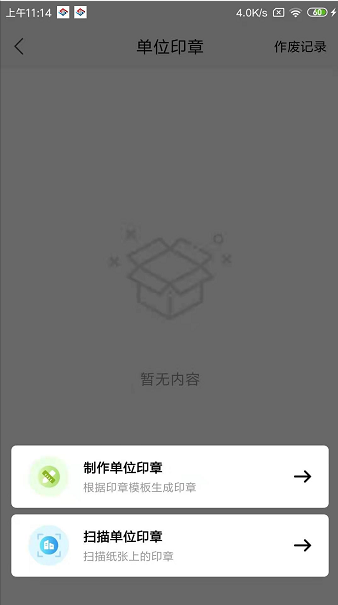 上午11:14
4.0K/s
60
单位印章
作废记录
暂无内容
制作单位印章
根据印章模板生成印章
扫描单位印章
扫描纸张上的印章